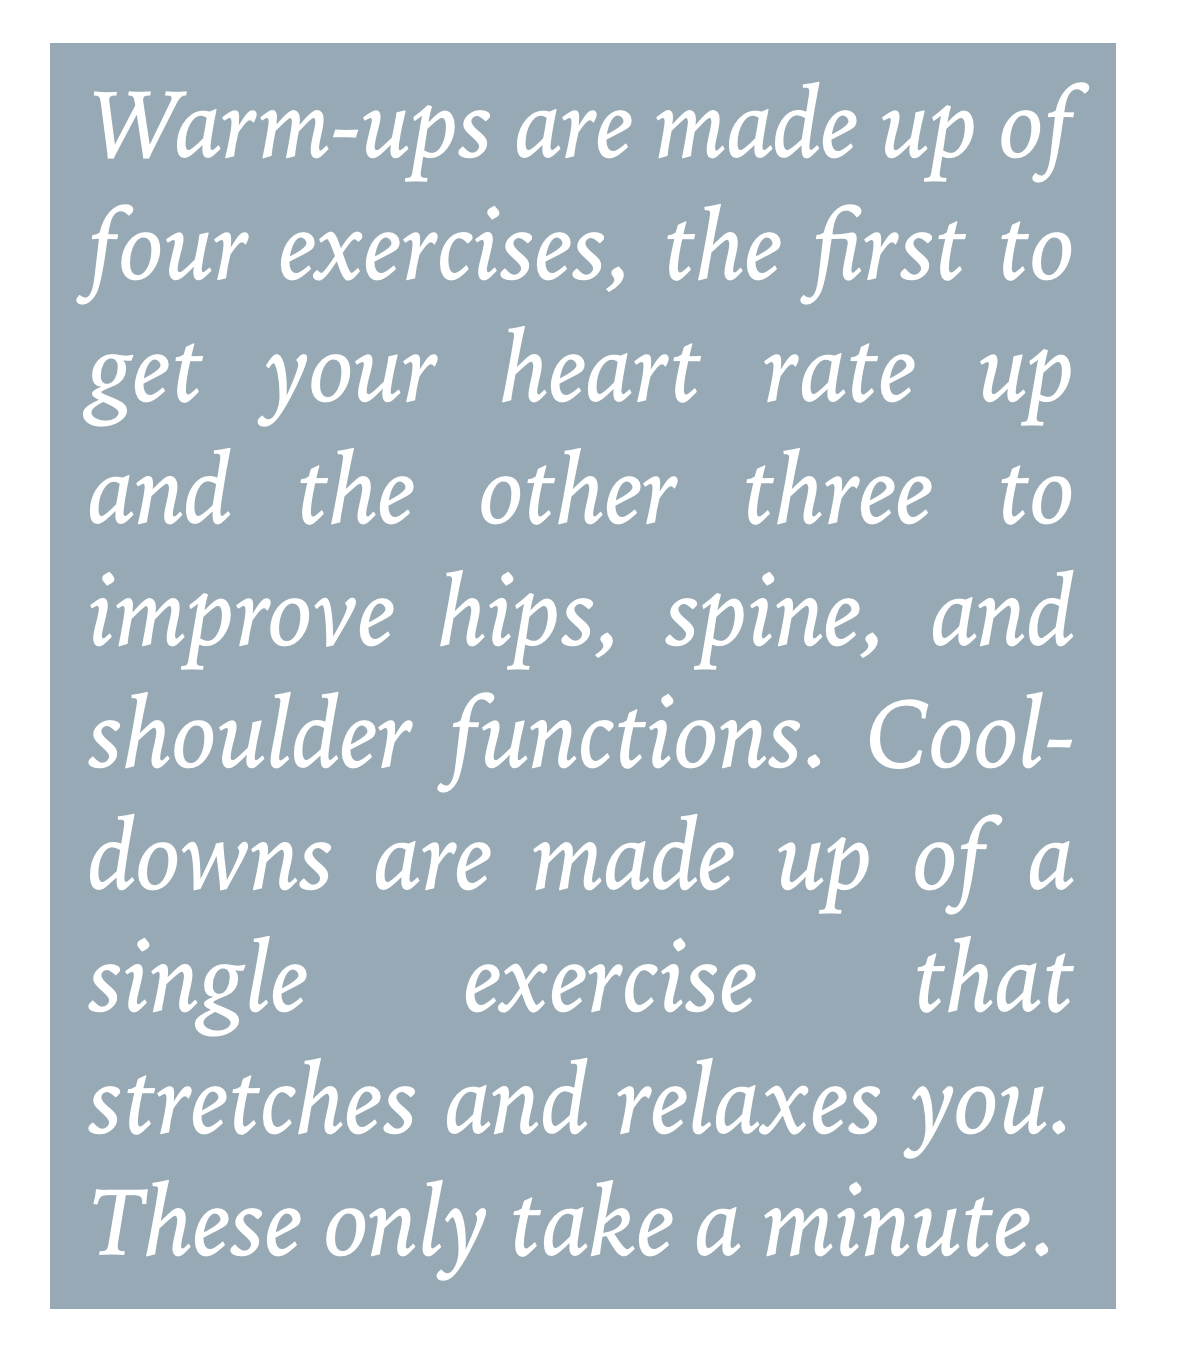 Warm-ups are made up of
four exercises, the first to
get your heart rate up
and the other three to
improve hips, spine, and
shoulder functions. Cool-
downs are made up of a
single exercise that
stretches and relaxes you.
These only take a minute.